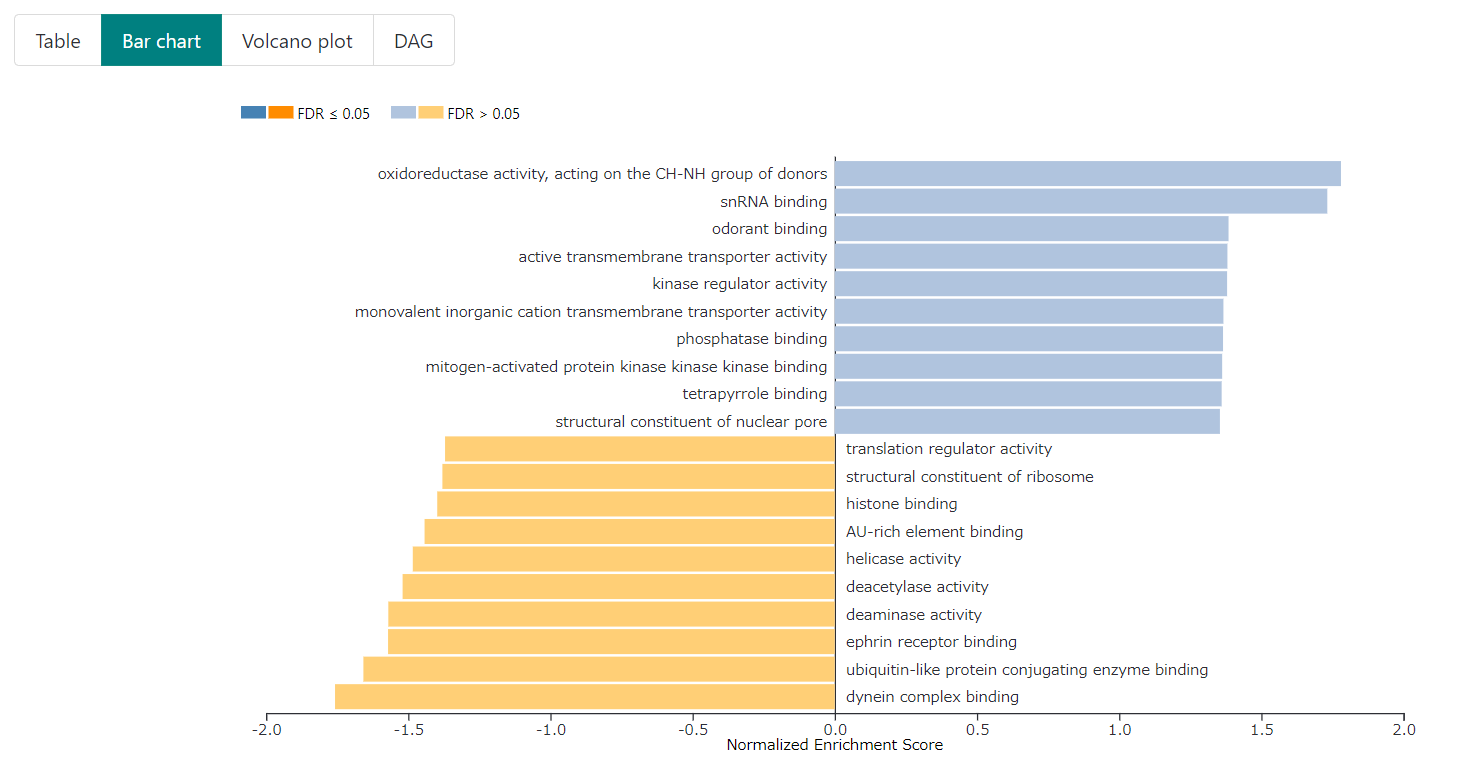 Table Bar chart Volcano plot DAG
FDR ≤ 0.05 FDR > 0.05
oxidoreductase activity, acting on the CH-NH group of donors
snRNA binding
odorant binding
active transmembrane transporter activity
kinase regulator activity
monovalent inorganic cation transmembrane transporter activity
phosphatase binding
mitogen-activated protein kinase kinase kinase binding
tetrapyrrole binding
structural constituent of nuclear pore
translation regulator activity
structural constituent of ribosome
histone binding
AU-rich element binding
helicase activity
deacetylase activity
deaminase activity
ephrin receptor binding
ubiquitin-like protein conjugating enzyme binding
dynein complex binding
-2.0 -1.5 -1.0 -0.5 0.0 0.5 1.0 1.5 2.0
Normalized Enrichment Score